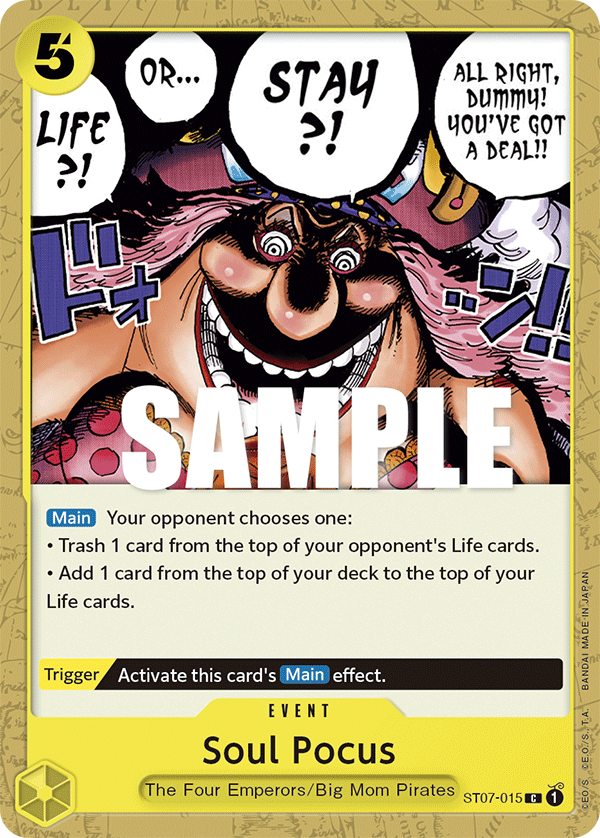 5
LIFE
?!
OR...
STAY
?!
ALL RIGHT,
DUMMY!
YOU'VE GOT
A DEAL!!
ドォ
ン!!
SAMPLE
Main Your opponent chooses one:
• Trash 1 card from the top of your opponent's Life cards.
• Add 1 card from the top of your deck to the top of your
Life cards.
Trigger Activate this card's Main effect.
EVENT
Soul Pocus
The Four Emperors/Big Mom Pirates
ST07-015 C 1
©E.O./S., T.A. BANDAI MADE IN JAPAN